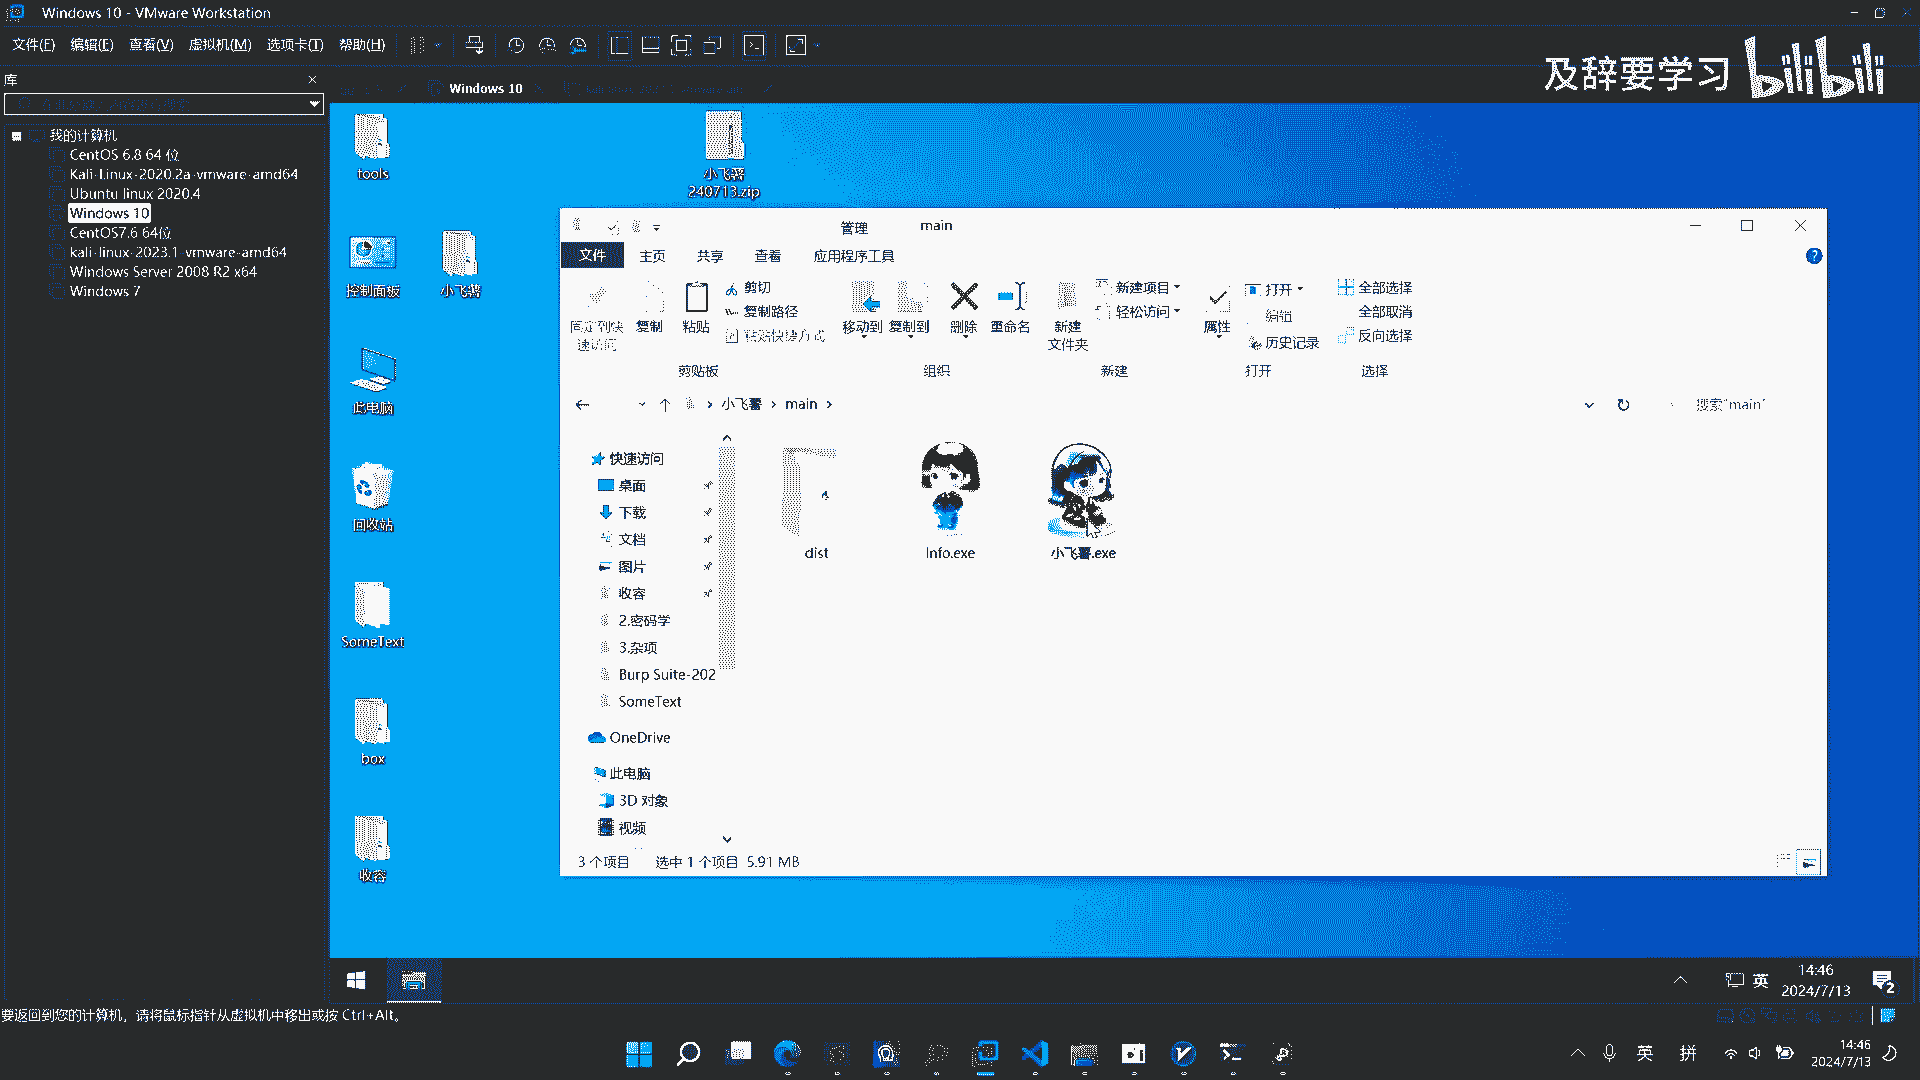 Windows 10 - VMware Workstation
文件(F) 编辑(E) 查看(V) 虚拟机(M) 选项卡(T) 帮助(H)
及辞要学习 bilibili
库
Windows 10
我的计算机
CentOS 6.8 64 位
Kali-Linux-2020.2a-vmware-amd64
Ubuntu linux 2020.4
Windows 10
CentOS7.6 64位
kali-linux-2023.1-vmware-amd64
Windows Server 2008 R2 x64
Windows 7
tools
小飞薯
240713.zip
控制面板
小飞薯
此电脑
回收站
SomeText
box
收容
管理 main
文件 主页 共享 查看 应用程序工具
固定到快
速访问
复制
粘贴
剪切
复制路径
粘贴快捷方式
移动到 复制到 删除 重命名
新建
文件夹
新建项目
轻松访问
属性
打开
编辑
历史记录
全部选择
全部取消
反向选择
剪贴板 组织 新建 打开 选择
小飞薯 main
搜索"main"
快速访问
桌面
下载
文档
图片
收容
2.密码学
3.杂项
Burp Suite-202
SomeText
OneDrive
此电脑
3D 对象
视频
dist Info.exe 小飞薯.exe
3 个项目 选中 1 个项目 5.91 MB
英
14:46
2024/7/13
2
要返回到您的计算机，请将鼠标指针从虚拟机中移出或按 Ctrl+Alt。
英 拼
14:46
2024/7/13